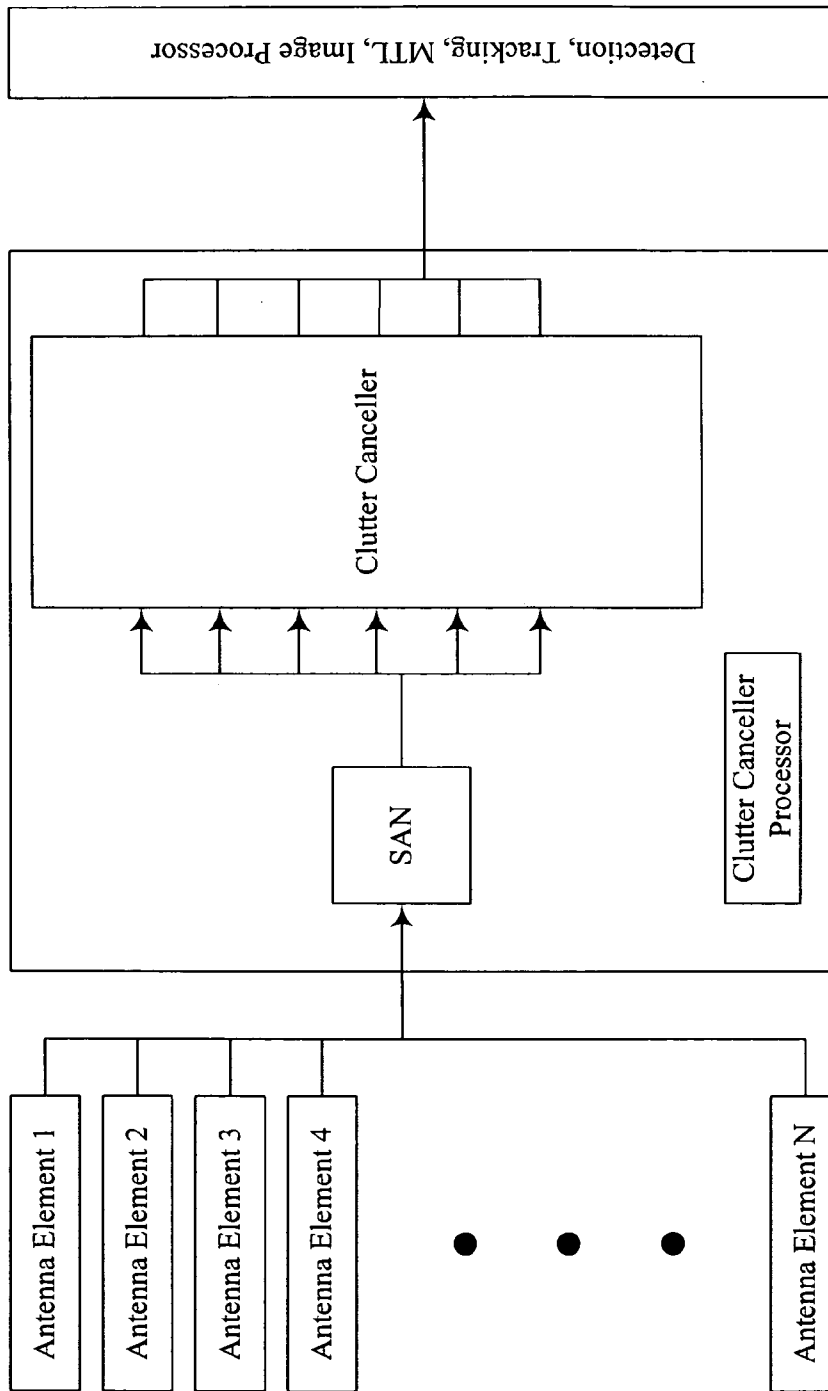 Antenna Element 1
Antenna Element 2
Antenna Element 3
Antenna Element 4
Antenna Element N
SAN
Clutter Canceller
Clutter Canceller
Processor
Detection, Tracking, MTL, Image Processor